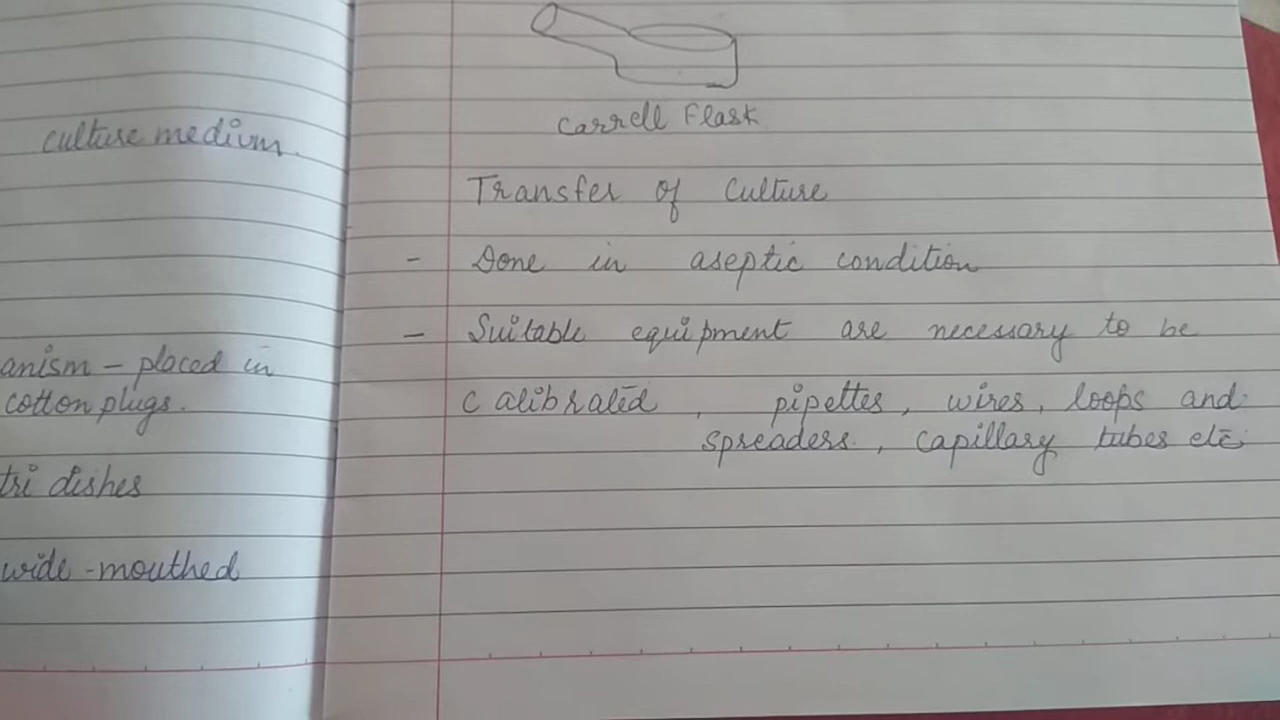 culture medium.
anism - placed in
cotton plugs.
tri dishes
wide-mouthed
Carrell Flask
Transfer of Culture
- Done in aseptic condition
- Suitable equipment are necessary to be
calibrated, pipettes, wires, loops and
spreaders, capillary tubes etc